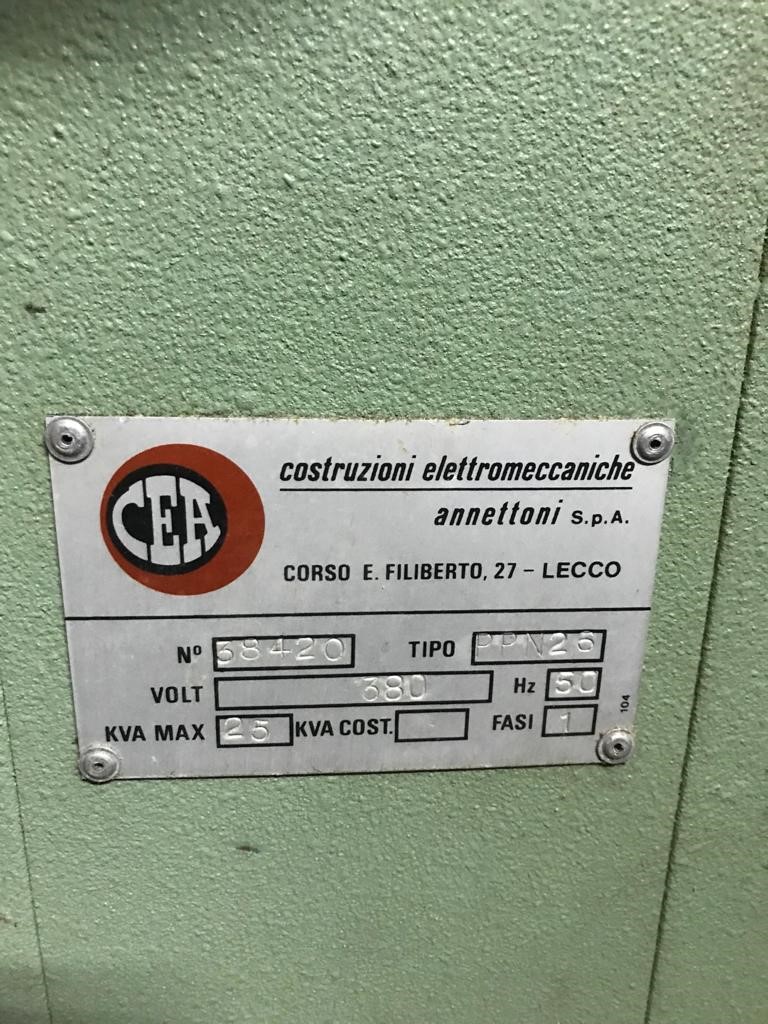 CEA
costruzioni elettromeccaniche
annettoni S.p.A.
CORSO E. FILIBERTO, 27 – LECCO
Nº 38420 TIPO PPN26
VOLT 380 Hz 50
KVA MAX 25 KVA COST. FASI 1
104